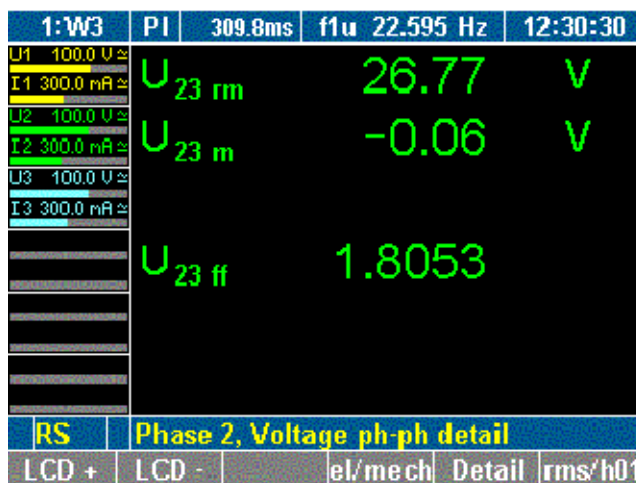 1:W3 PI 309.8ms f1u 22.595 Hz 12:30:30
U1 100.0 V ≃
I1 300.0 mA ≃
U2 100.0 V ≃
I2 300.0 mA ≃
U3 100.0 V ≃
I3 300.0 mA ≃
U23 rm 26.77 V
U23 m -0.06 V
U23 ff 1.8053
RS Phase 2, Voltage ph-ph detail
LCD + LCD - el/mech Detail rms/h01